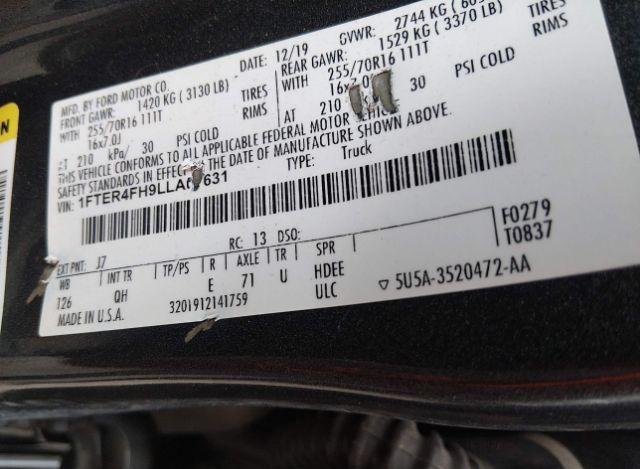 MFD. BY FORD MOTOR CO.
DATE: 12/19
GVWR: 2744 KG
FRONT GAWR: 1420 KG (3130 LB)
REAR GAWR: 1529 KG (3370 LB)
WITH 255/70R16 111T TIRES
WITH 255/70R16 111T TIRES
16x7.0J RIMS
RIMS
AT 210 kPa/ 30 PSI COLD
AT 210 30 PSI COLD
THIS VEHICLE CONFORMS TO ALL APPLICABLE FEDERAL MOTOR
SAFETY STANDARDS IN EFFECT THE DATE OF MANUFACTURE SHOWN ABOVE.
VIN: 1FTER4FH9LLA 631
TYPE: Truck
F0279
T0837
EXT PNT: J7 RC: 13 DSO:
WB INT TR TP/PS R AXLE TR SPR
126 QH E 71 U HDEE
MADE IN U.S.A. 3201912141759 ULC
▽ 5U5A-3520472-AA